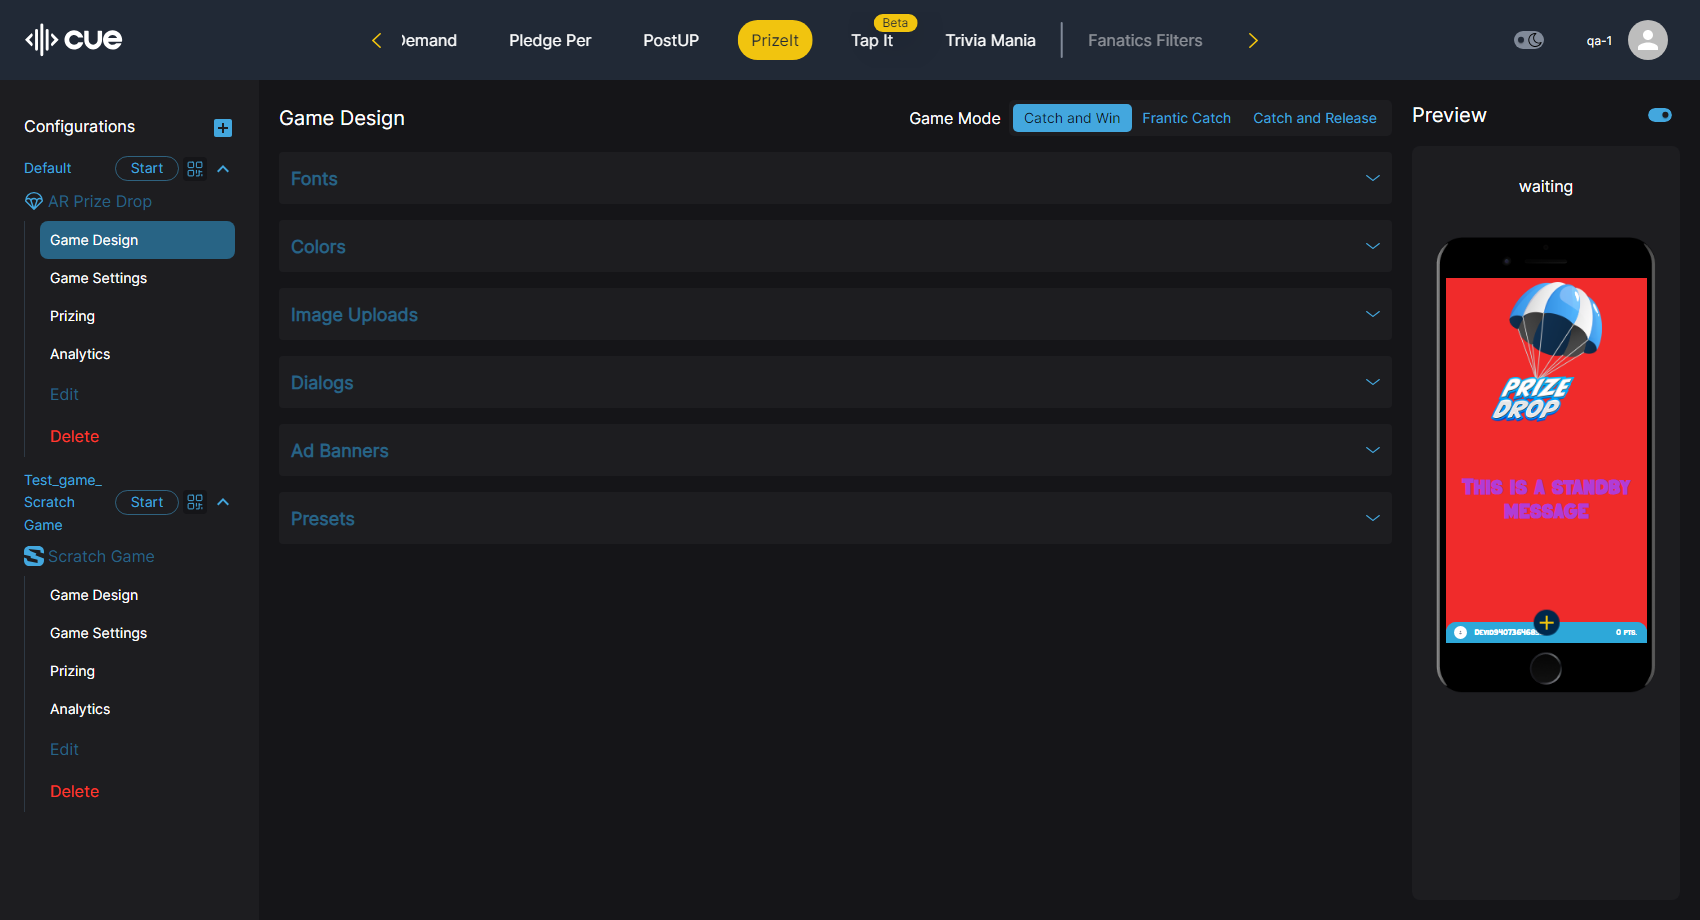 cue
Demand
Pledge Per
PostUP
PrizeIt
Beta
Tap It
Trivia Mania
Fanatics Filters
qa-1
Configurations
Default
Start
AR Prize Drop
Game Design
Game Settings
Prizing
Analytics
Edit
Delete
Test_game_
Scratch
Game
Start
Scratch Game
Game Design
Game Settings
Prizing
Analytics
Edit
Delete
Game Design
Game Mode
Catch and Win
Frantic Catch
Catch and Release
Fonts
Colors
Image Uploads
Dialogs
Ad Banners
Presets
Preview
waiting
PRIZE
DROP
THIS IS A STANDBY
MESSAGE
0 PTS.